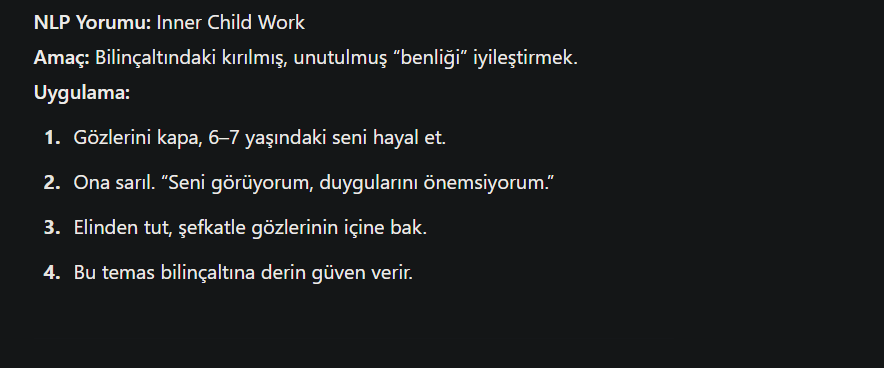 NLP Yorumu: Inner Child Work
Amaç: Bilinçaltındaki kırılmış, unutulmuş “benliği” iyileştirmek.
Uygulama:
1. Gözlerini kapa, 6–7 yaşındaki seni hayal et.
2. Ona sarıl. “Seni görüyorum, duygularını önemsiyorum.”
3. Elinden tut, şefkatle gözlerinin içine bak.
4. Bu temas bilinçaltına derin güven verir.